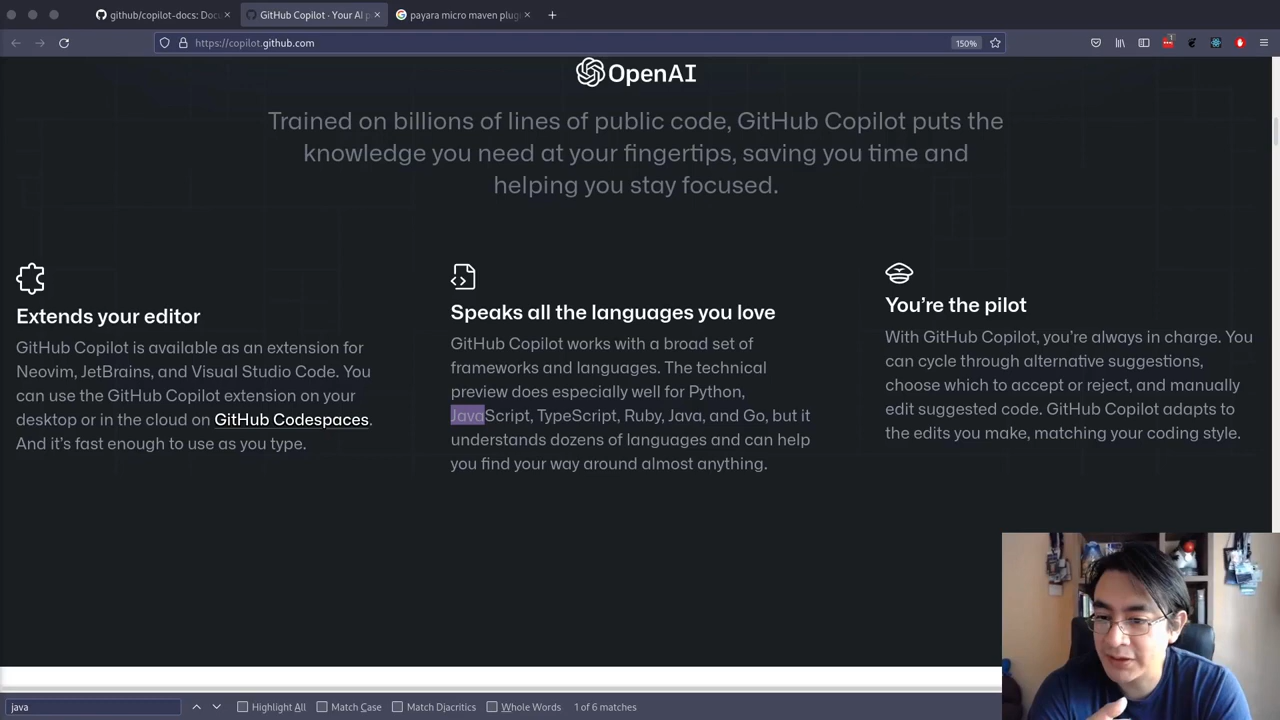 github/copilot-docs: Docu
GitHub Copilot · Your AI p
payara micro maven plugi
https://copilot.github.com
150%
1
OpenAI
Trained on billions of lines of public code, GitHub Copilot puts the
knowledge you need at your fingertips, saving you time and
helping you stay focused.
Extends your editor
GitHub Copilot is available as an extension for
Neovim, JetBrains, and Visual Studio Code. You
can use the GitHub Copilot extension on your
desktop or in the cloud on GitHub Codespaces.
And it's fast enough to use as you type.
Speaks all the languages you love
GitHub Copilot works with a broad set of
frameworks and languages. The technical
preview does especially well for Python,
JavaScript, TypeScript, Ruby, Java, and Go, but it
understands dozens of languages and can help
you find your way around almost anything.
You're the pilot
With GitHub Copilot, you're always in charge. You
can cycle through alternative suggestions,
choose which to accept or reject, and manually
edit suggested code. GitHub Copilot adapts to
the edits you make, matching your coding style.
java
Highlight All
Match Case
Match Diacritics
Whole Words
1 of 6 matches